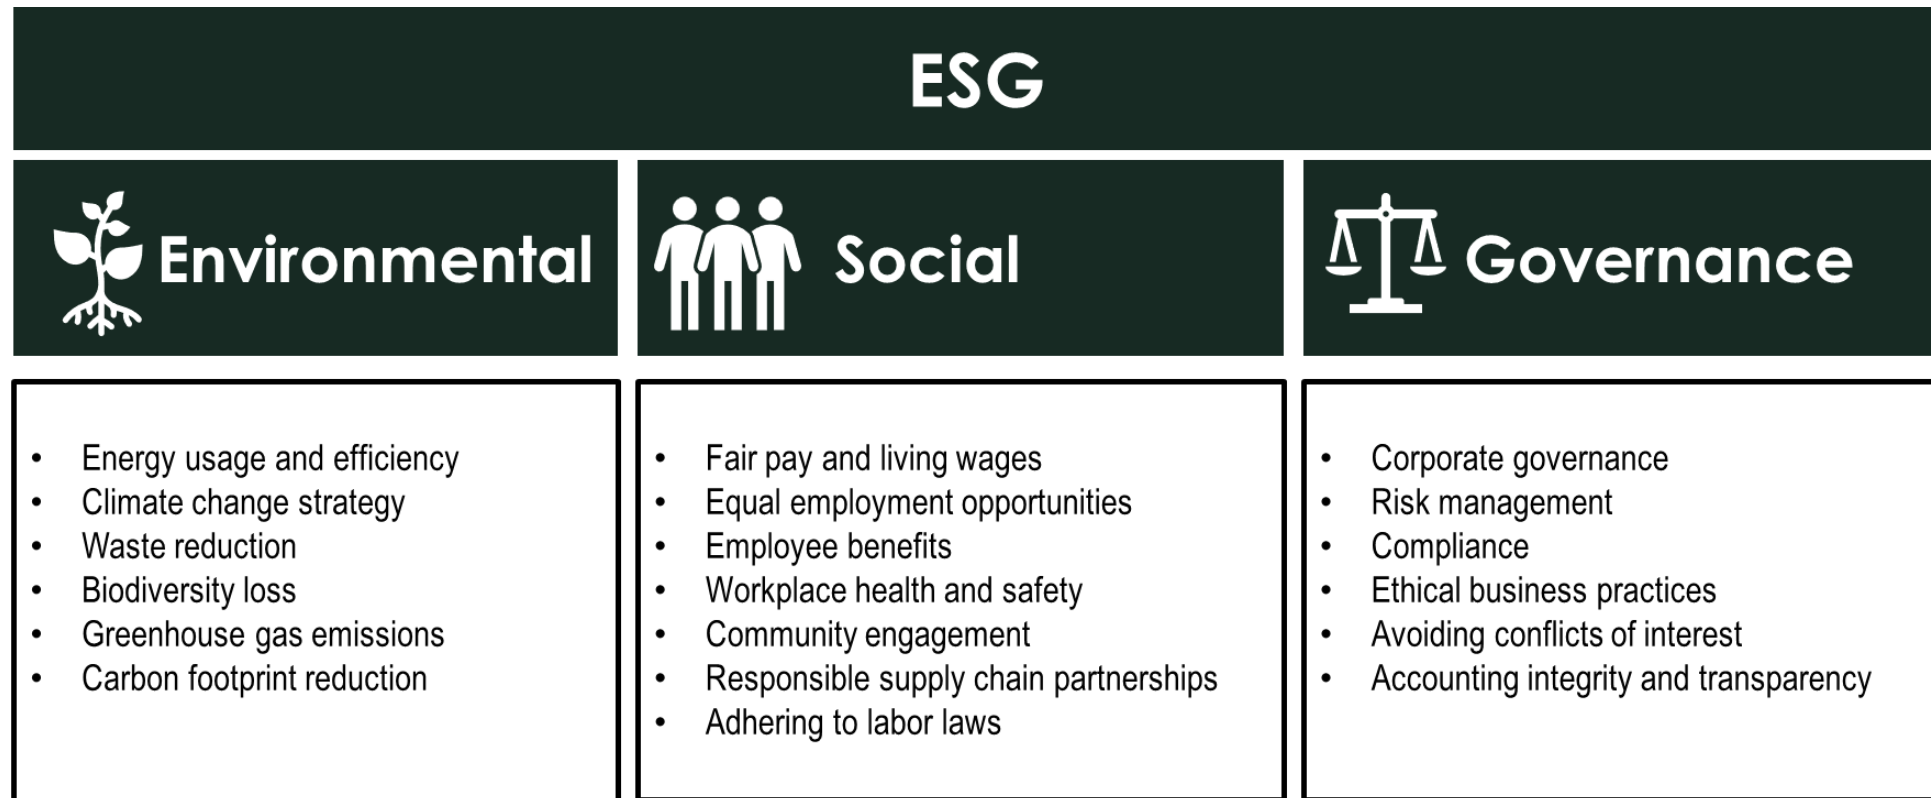 ESG
Environmental
Social
Governance
• Energy usage and efficiency
• Climate change strategy
• Waste reduction
• Biodiversity loss
• Greenhouse gas emissions
• Carbon footprint reduction
• Fair pay and living wages
• Equal employment opportunities
• Employee benefits
• Workplace health and safety
• Community engagement
• Responsible supply chain partnerships
• Adhering to labor laws
• Corporate governance
• Risk management
• Compliance
• Ethical business practices
• Avoiding conflicts of interest
• Accounting integrity and transparency